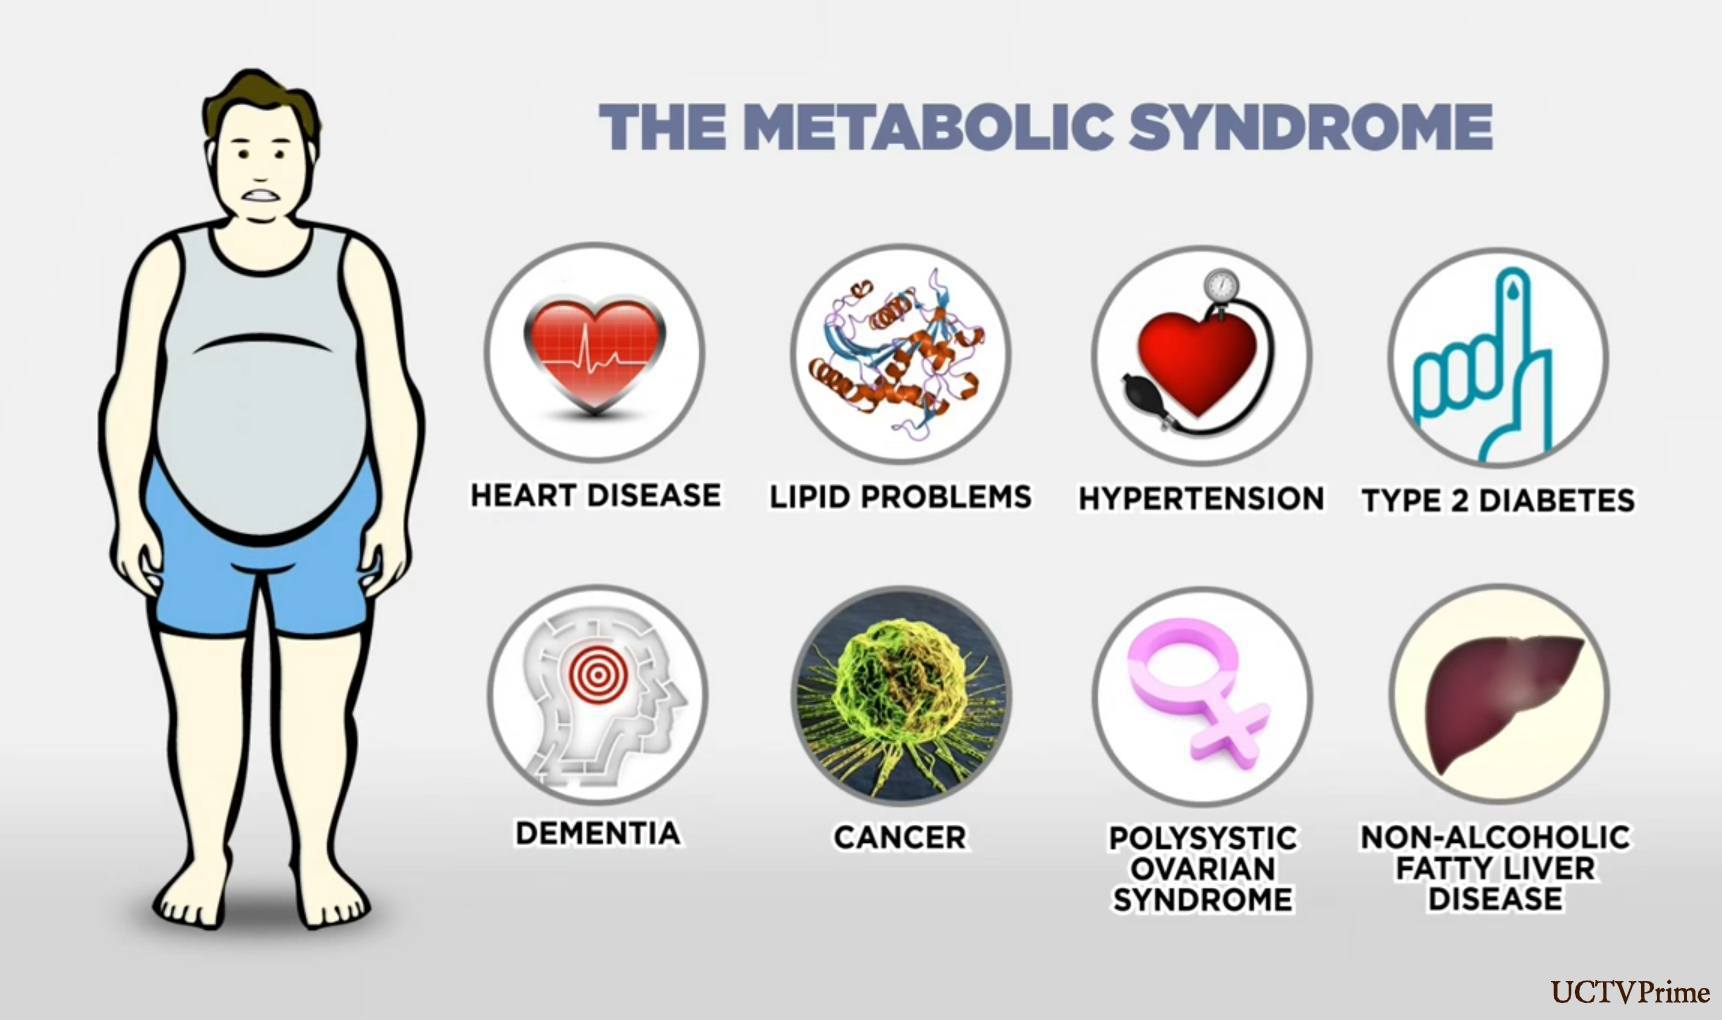 THE METABOLIC SYNDROME
HEART DISEASE
LIPID PROBLEMS
HYPERTENSION
TYPE 2 DIABETES
DEMENTIA
CANCER
POLYSYSTIC
OVARIAN
SYNDROME
NON-ALCOHOLIC
FATTY LIVER
DISEASE
UCTVPrime